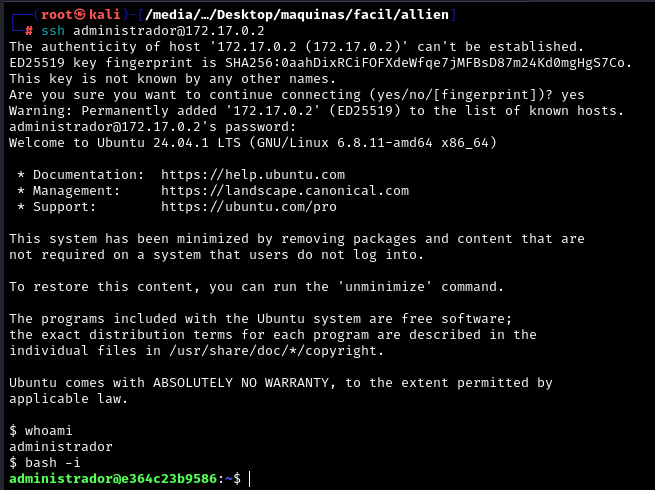 ┌──(root㉿kali)-[/media/…/Desktop/maquinas/facil/allien]
└─# ssh administrador@172.17.0.2
The authenticity of host '172.17.0.2 (172.17.0.2)' can't be established.
ED25519 key fingerprint is SHA256:0aahDixRCiFOFXdeWfqe7jMFBsD87m24Kd0mgHgS7Co.
This key is not known by any other names.
Are you sure you want to continue connecting (yes/no/[fingerprint])? yes
Warning: Permanently added '172.17.0.2' (ED25519) to the list of known hosts.
administrador@172.17.0.2's password:
Welcome to Ubuntu 24.04.1 LTS (GNU/Linux 6.8.11-amd64 x86_64)
* Documentation:  https://help.ubuntu.com
* Management:     https://landscape.canonical.com
* Support:        https://ubuntu.com/pro
This system has been minimized by removing packages and content that are
not required on a system that users do not log into.
To restore this content, you can run the 'unminimize' command.
The programs included with the Ubuntu system are free software;
the exact distribution terms for each program are described in the
individual files in /usr/share/doc/*/copyright.
Ubuntu comes with ABSOLUTELY NO WARRANTY, to the extent permitted by
applicable law.
$ whoami
administrador
$ bash -i
administrador@e364c23b9586:~$